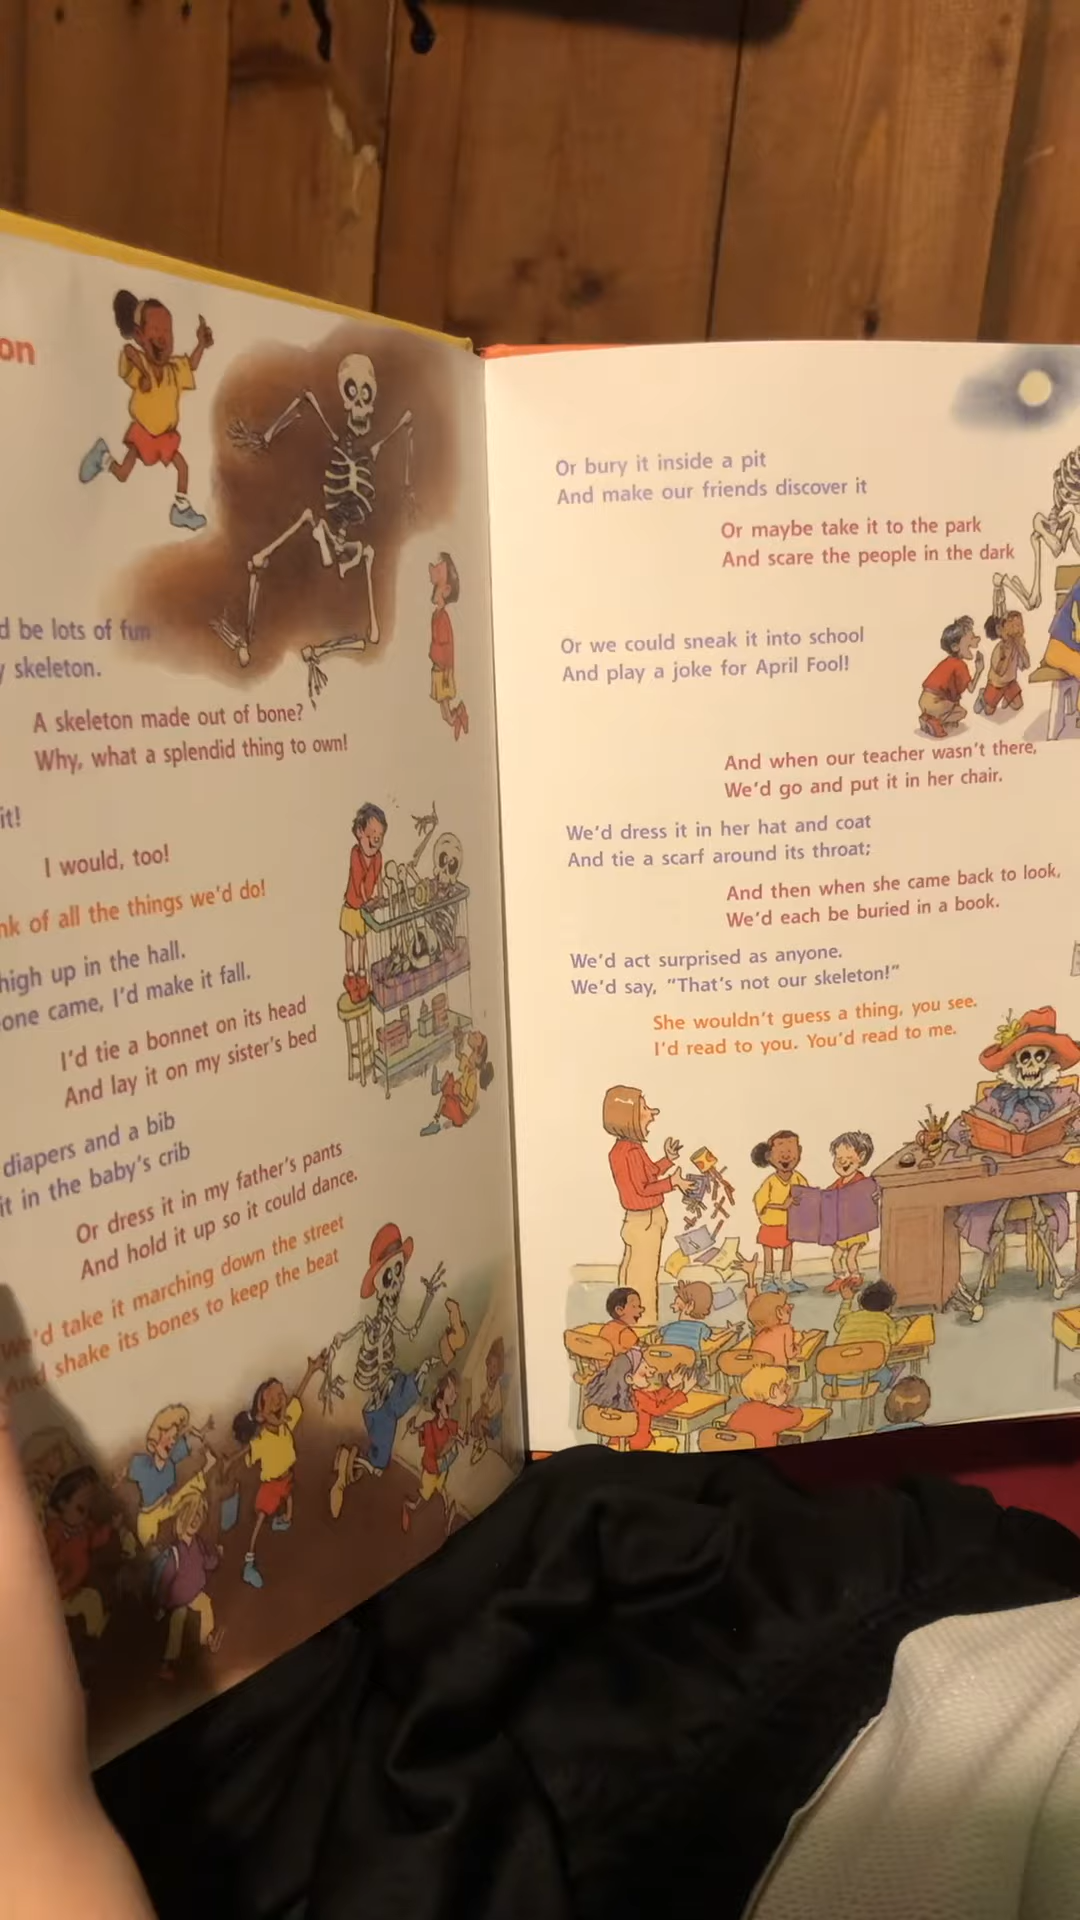 on
d be lots of fun
skeleton.
A skeleton made out of bone?
Why, what a splendid thing to own!
it!
I would, too!
nk of all the things we'd do!
high up in the hall.
one came, I'd make it fall.
I'd tie a bonnet on its head
And lay it on my sister's bed
diapers and a bib
it in the baby's crib
Or dress it in my father's pants
And hold it up so it could dance.
We'd take it marching down the street
And shake its bones to keep the beat
Or bury it inside a pit
And make our friends discover it
Or maybe take it to the park
And scare the people in the dark
Or we could sneak it into school
And play a joke for April Fool!
And when our teacher wasn't there,
We'd go and put it in her chair.
We'd dress it in her hat and coat
And tie a scarf around its throat;
And then when she came back to look,
We'd each be buried in a book.
We'd act surprised as anyone.
We'd say, "That's not our skeleton!"
She wouldn't guess a thing, you see.
I'd read to you. You'd read to me.